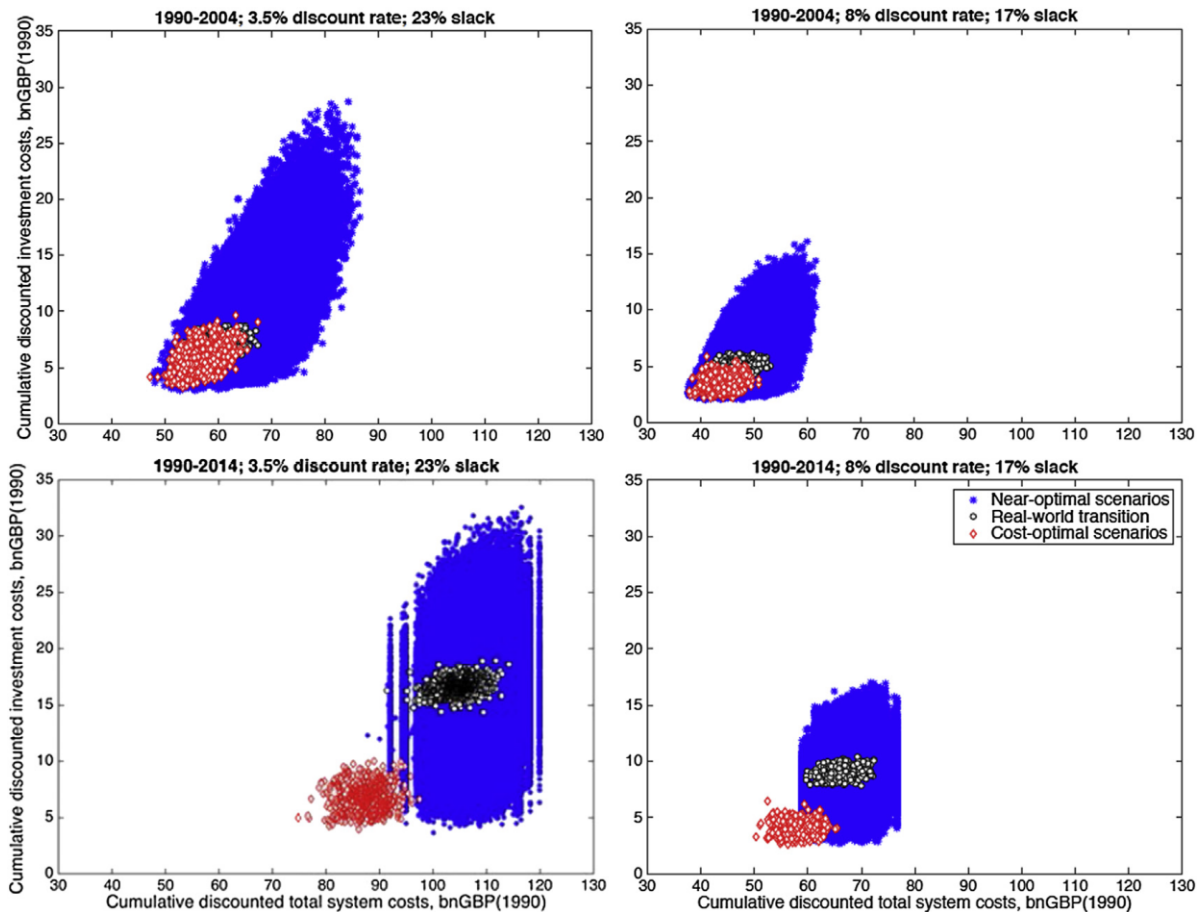 1990-2004; 3.5% discount rate; 23% slack
Cumulative discounted investment costs, bnGBP(1990)
35
30
25
20
15
10
5
0
30 40 50 60 70 80 90 100 110 120 130
1990-2004; 8% discount rate; 17% slack
35
30
25
20
15
10
5
0
30 40 50 60 70 80 90 100 110 120 130
1990-2014; 3.5% discount rate; 23% slack
Cumulative discounted investment costs, bnGBP(1990)
35
30
25
20
15
10
5
0
30 40 50 60 70 80 90 100 110 120 130
Cumulative discounted total system costs, bnGBP(1990)
1990-2014; 8% discount rate; 17% slack
35
30
25
20
15
10
5
0
Near-optimal scenarios
Real-world transition
Cost-optimal scenarios
30 40 50 60 70 80 90 100 110 120 130
Cumulative discounted total system costs, bnGBP(1990)